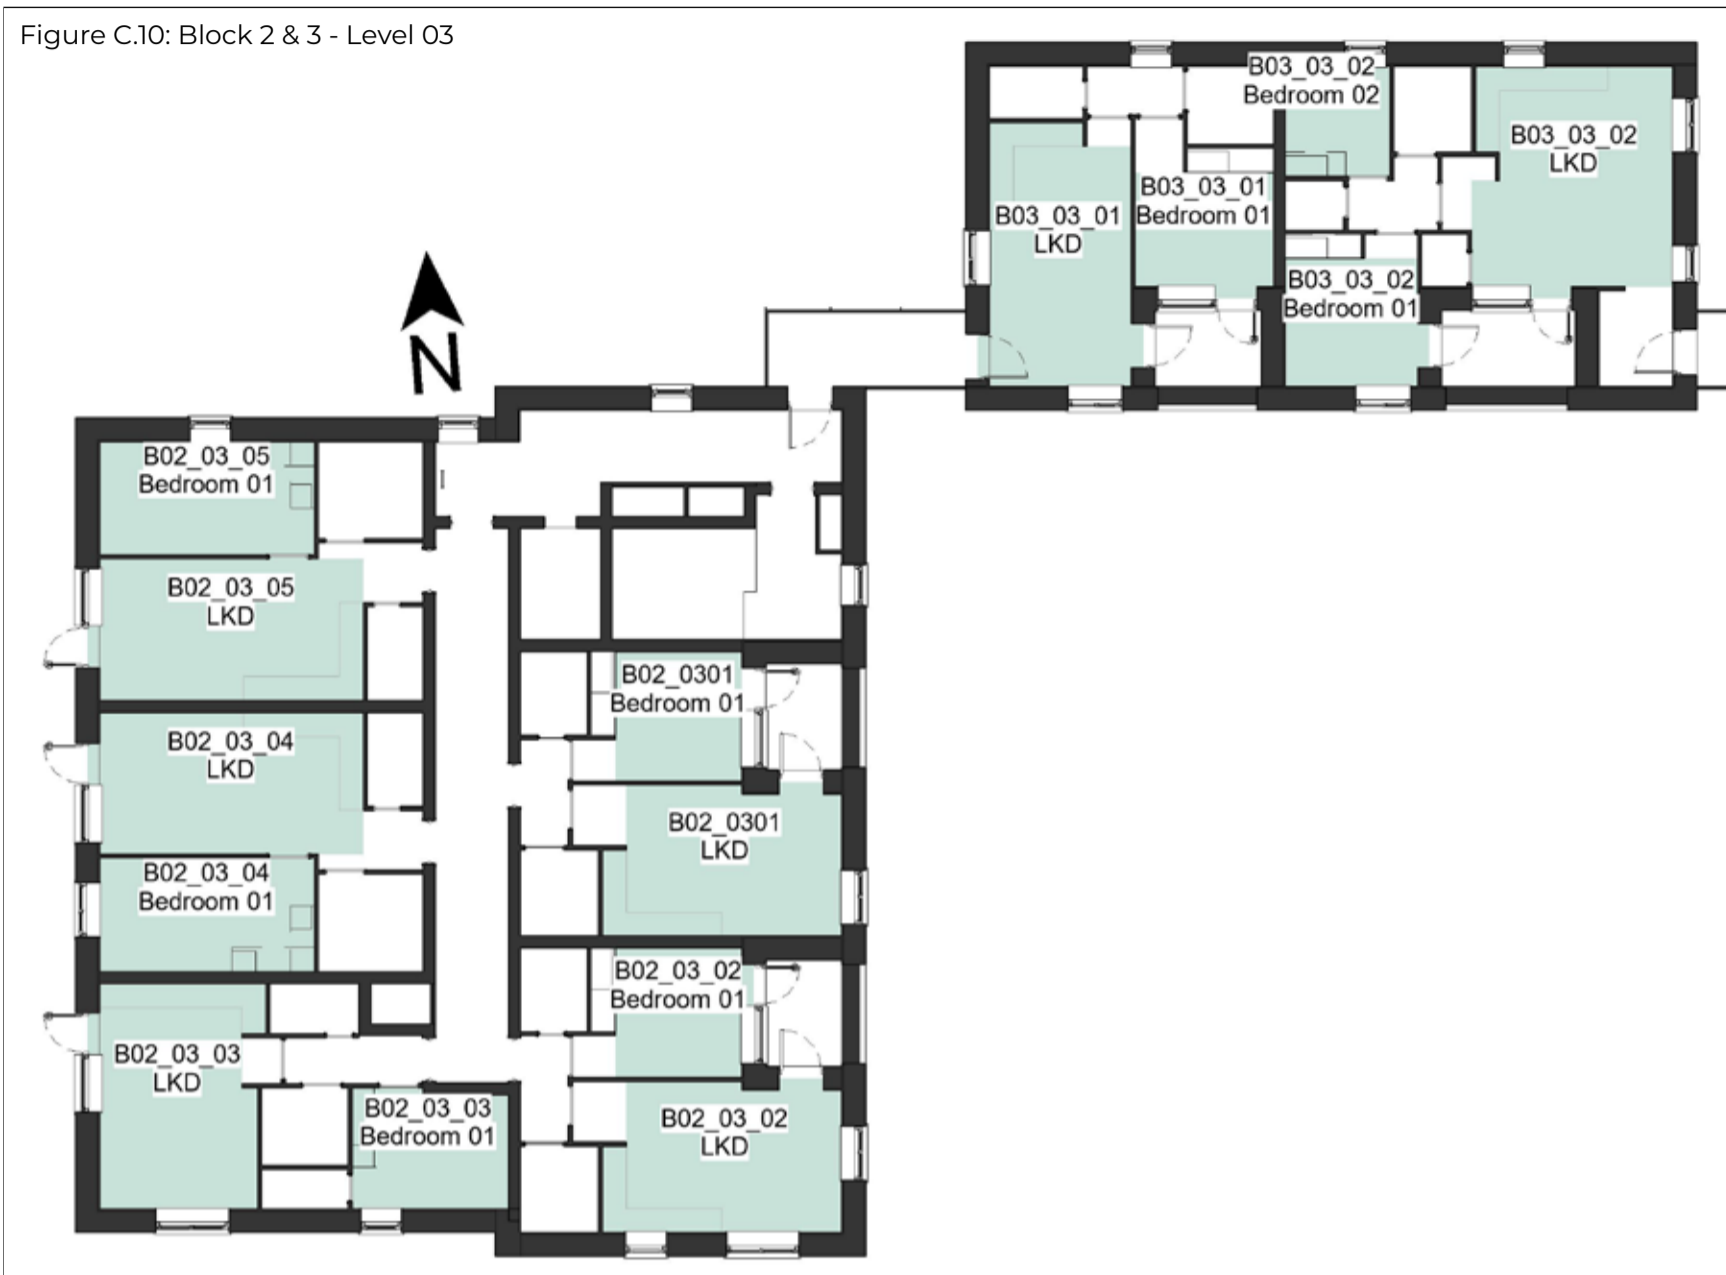 Figure C.10: Block 2 & 3 - Level 03
B03_03_02
Bedroom 02
B03_03_02
LKD
B03_03_01
Bedroom 01
B03_03_01
LKD
B03_03_02
Bedroom 01
N
B02_03_05
Bedroom 01
B02_03_05
LKD
B02_0301
Bedroom 01
B02_03_04
LKD
B02_0301
LKD
B02_03_04
Bedroom 01
B02_03_02
Bedroom 01
B02_03_03
LKD
B02_03_03
Bedroom 01
B02_03_02
LKD